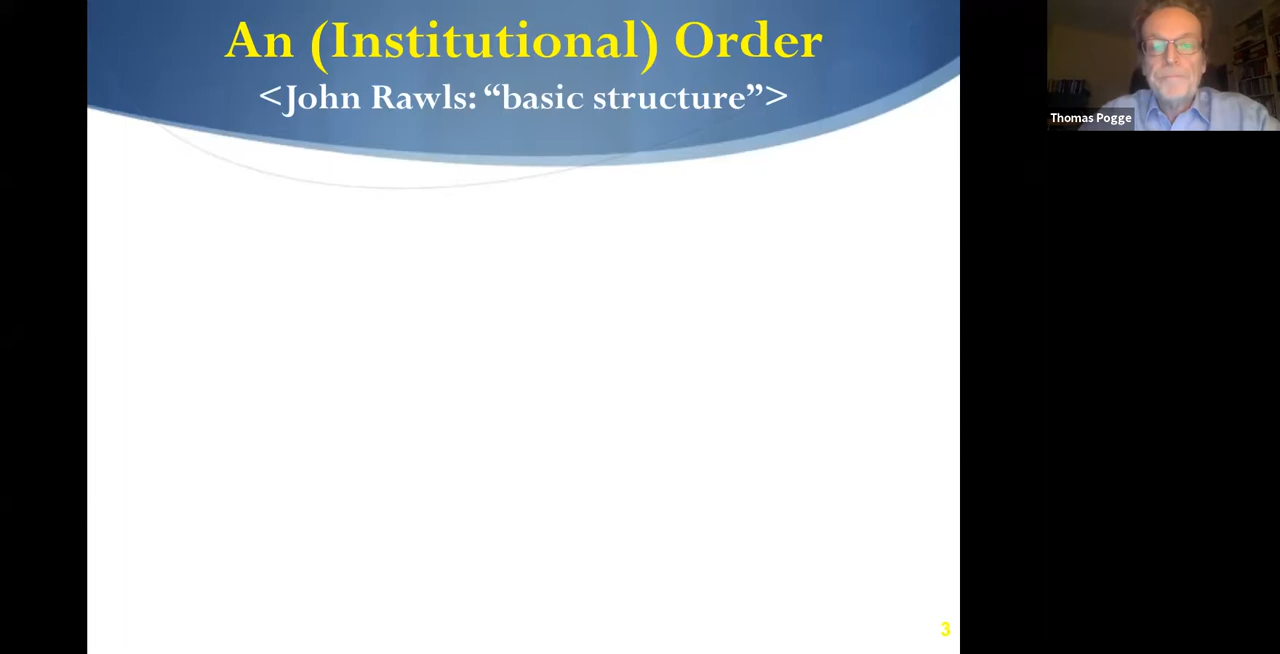 An (Institutional) Order
<John Rawls: “basic structure”>
Thomas Pogge
3